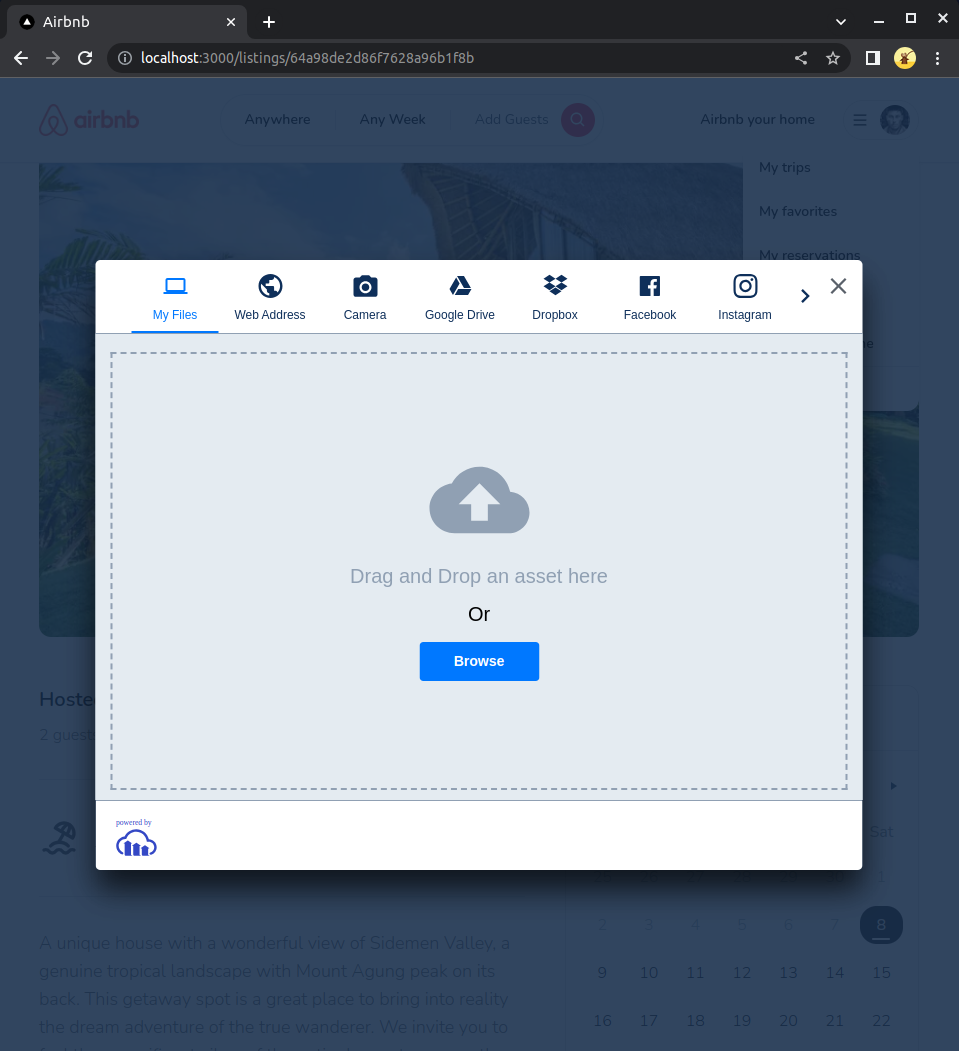 Airbnb
localhost:3000/listings/64a98de2d86f7628a96b1f8b
airbnb
Anywhere
Any Week
Add Guests
Airbnb your home
My trips
My favorites
My reservations
My Files
Web Address
Camera
Google Drive
Dropbox
Facebook
Instagram
Drag and Drop an asset here
Or
Browse
powered by
2 guests
Sat
2 3 4 5 6 7 8
9 10 11 12 13 14 15
16 17 18 19 20 21 22
A unique house with a wonderful view of Sidemen Valley, a
genuine tropical landscape with Mount Agung peak on its
back. This getaway spot is a great place to bring into reality
the dream adventure of the true wanderer. We invite you to